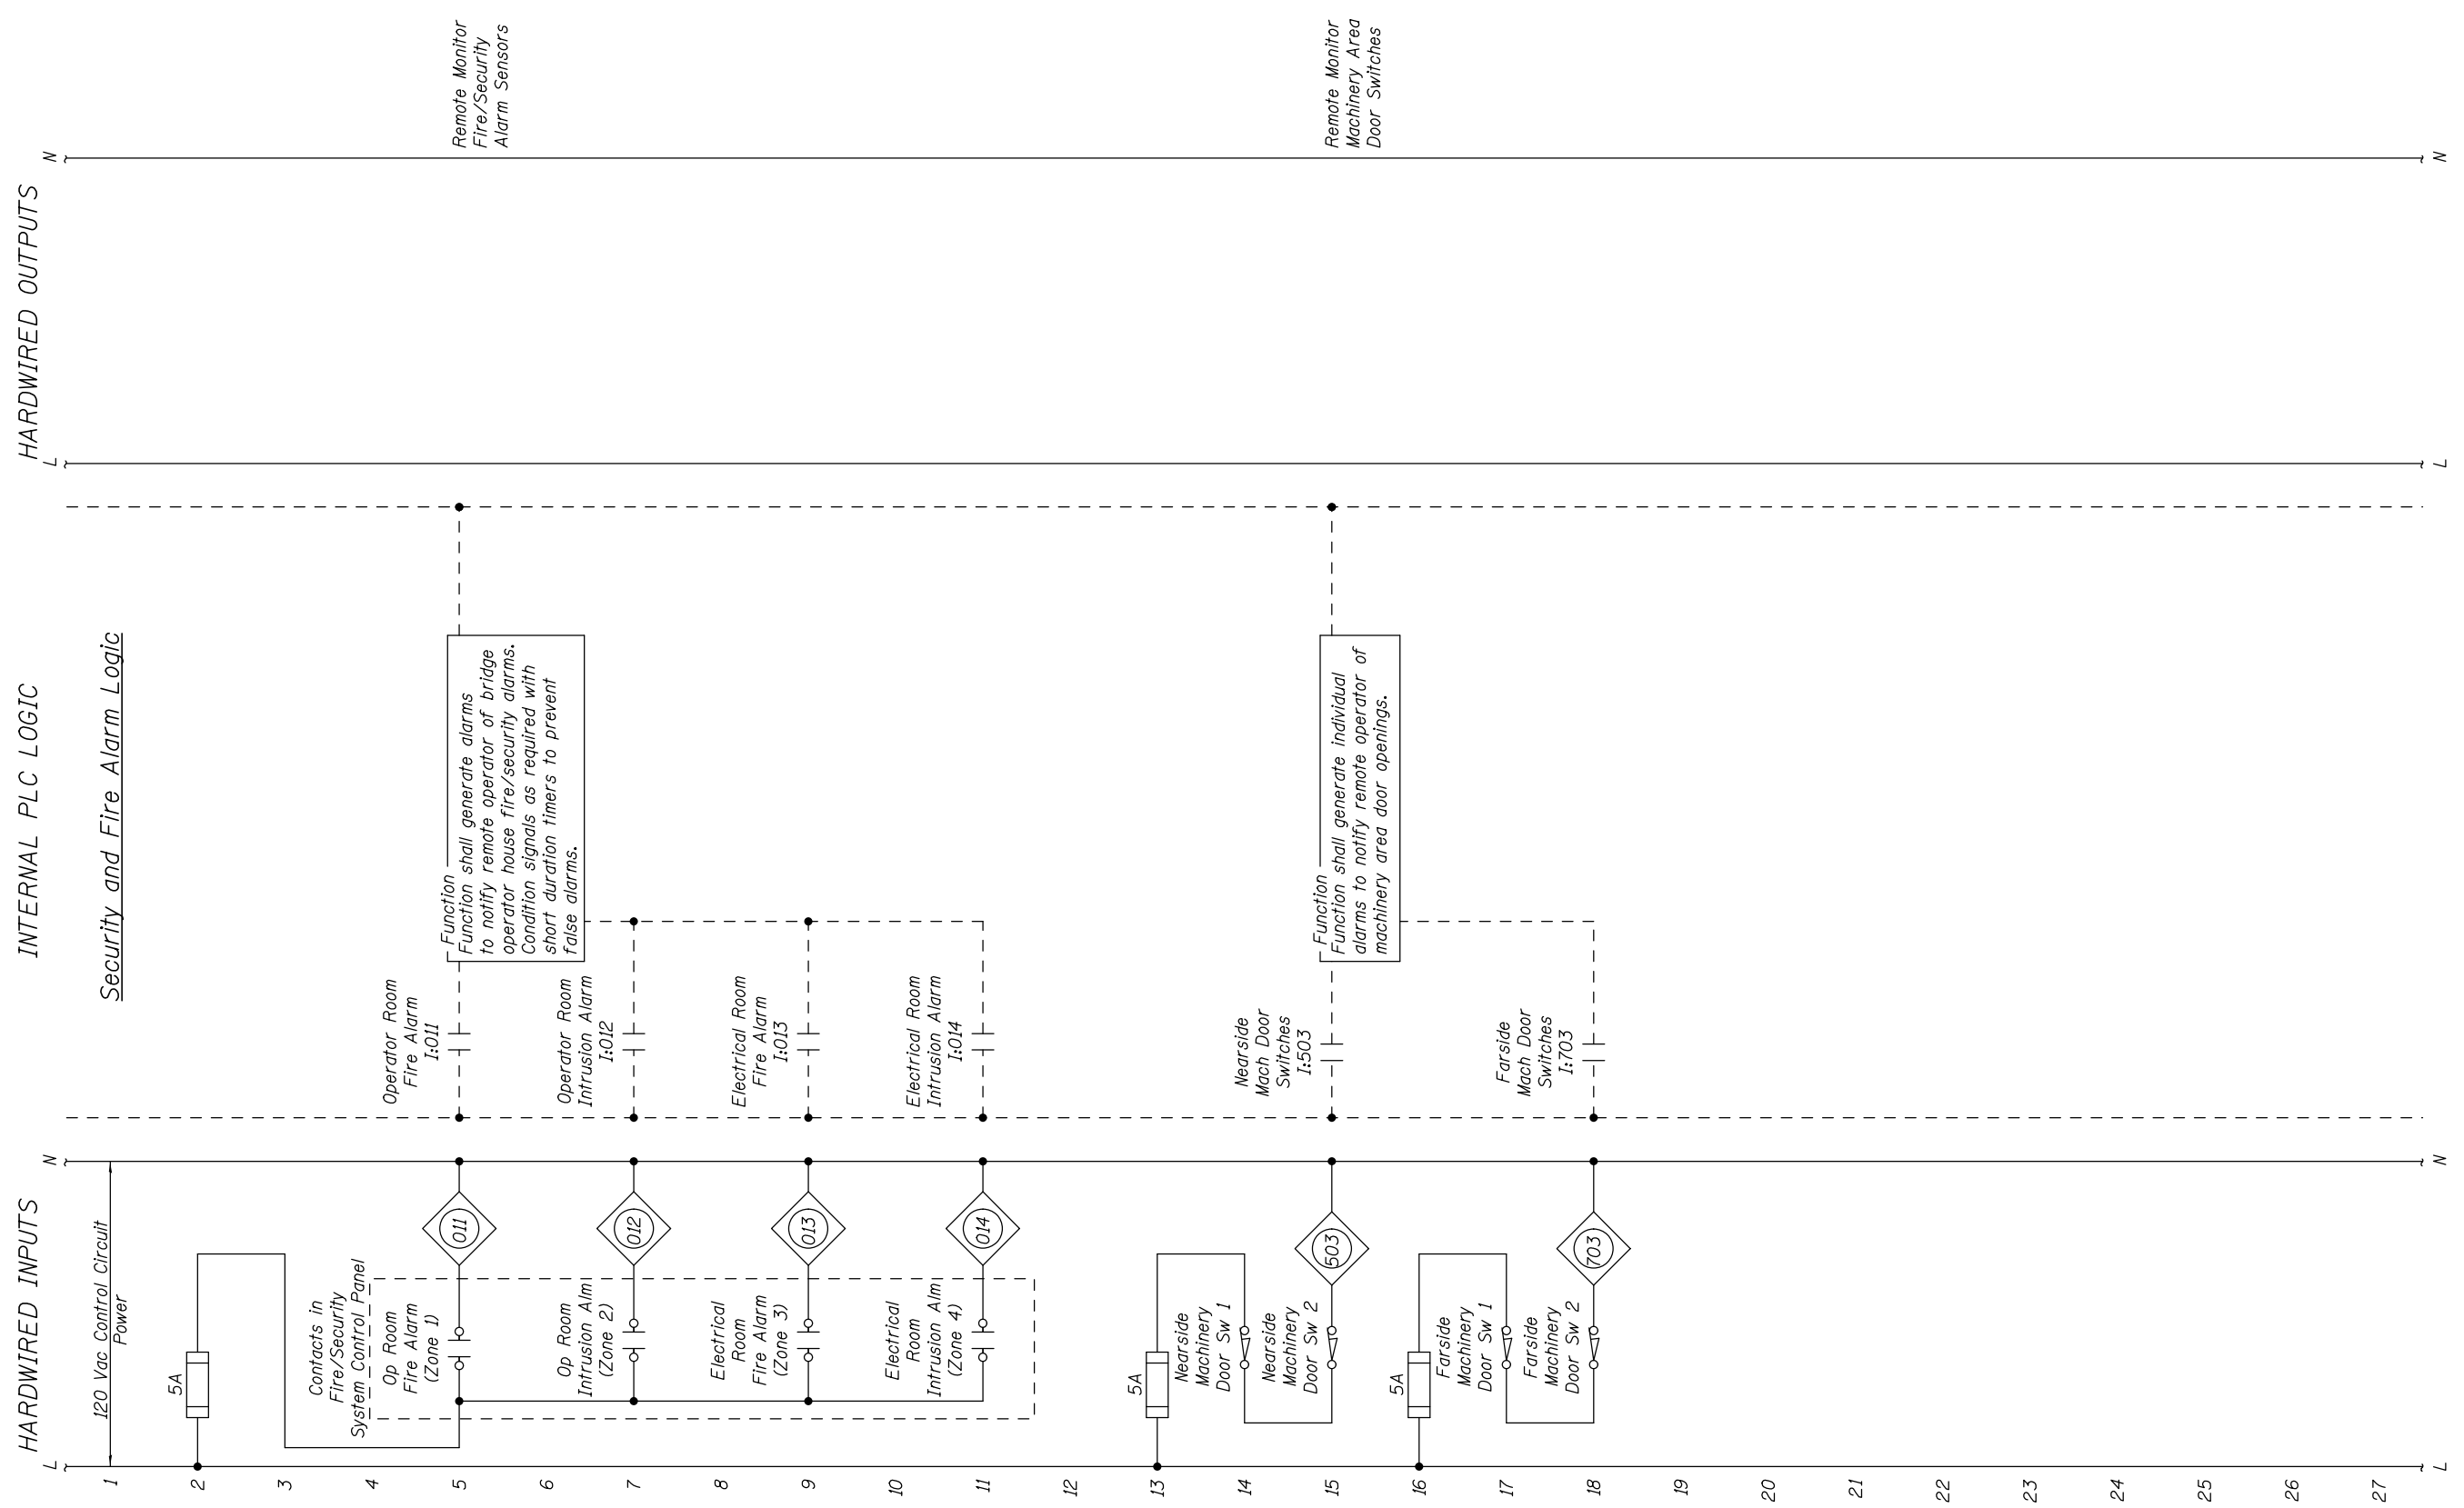 HARDWIRED INPUTS
INTERNAL PLC LOGIC
HARDWIRED OUTPUTS
L
N
L
N
Security and Fire Alarm Logic
1
120 Vac Control Circuit
Power
2
5A
3
4
Contacts in
Fire/Security
System Control Panel
5
Op Room
Fire Alarm
(Zone 1)
011
Operator Room
Fire Alarm
I:011
Function
Function shall generate alarms
to notify remote operator of bridge
operator house fire/security alarms.
Condition signals as required with
short duration timers to prevent
false alarms.
Remote Monitor
Fire/Security
Alarm Sensors
6
7
Op Room
Intrusion Alm
(Zone 2)
012
Operator Room
Intrusion Alarm
I:012
8
9
Electrical
Room
Fire Alarm
(Zone 3)
013
Electrical Room
Fire Alarm
I:013
10
11
Electrical
Room
Intrusion Alm
(Zone 4)
014
Electrical Room
Intrusion Alarm
I:014
12
13
5A
14
Nearside
Machinery
Door Sw 1
15
Nearside
Machinery
Door Sw 2
503
Nearside
Mach Door
Switches
I:503
Function
Function shall generate individual
alarms to notify remote operator of
machinery area door openings.
Remote Monitor
Machinery Area
Door Switches
16
5A
17
Farside
Machinery
Door Sw 1
18
Farside
Machinery
Door Sw 2
703
Farside
Mach Door
Switches
I:703
19
20
21
22
23
24
25
26
27
L
N
L
N